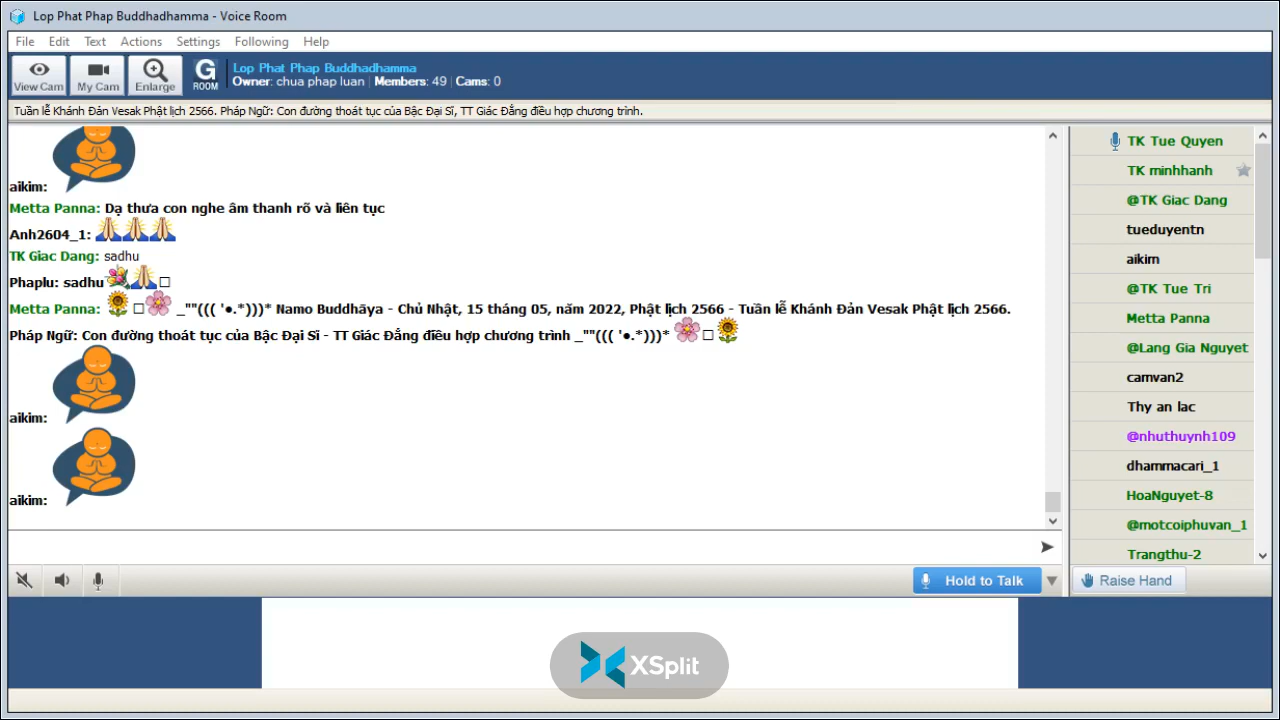 Lop Phat Phap Buddhadhamma - Voice Room
File Edit Text Actions Settings Following Help
View Cam My Cam Enlarge G ROOM
Lop Phat Phap Buddhadhamma
Owner: chua phap luan | Members: 49 | Cams: 0
Tuần lễ Khánh Đản Vesak Phật lịch 2566. Pháp Ngữ: Con đường thoát tục của Bậc Đại Sĩ, TT Giác Đẳng điều hợp chương trình.
aikim:
Metta Panna: Dạ thưa con nghe âm thanh rõ và liên tục
Anh2604_1:
TK Giac Dang: sadhu
Phaplu: sadhu □
Metta Panna: □ _""((( '●.*)))* Namo Buddhāya - Chủ Nhật, 15 tháng 05, năm 2022, Phật lịch 2566 - Tuần lễ Khánh Đản Vesak Phật lịch 2566.
Pháp Ngữ: Con đường thoát tục của Bậc Đại Sĩ - TT Giác Đẳng điều hợp chương trình _""((( '●.*)))* □
aikim:
aikim:
TK Tue Quyen
TK minhhanh
@TK Giac Dang
tueduyentn
aikim
@TK Tue Tri
Metta Panna
@Lang Gia Nguyet
camvan2
Thy an lac
@nhuthuynh109
dhammacari_1
HoaNguyet-8
@motcoiphuvan_1
Trangthu-2
Hold to Talk
Raise Hand
XSplit